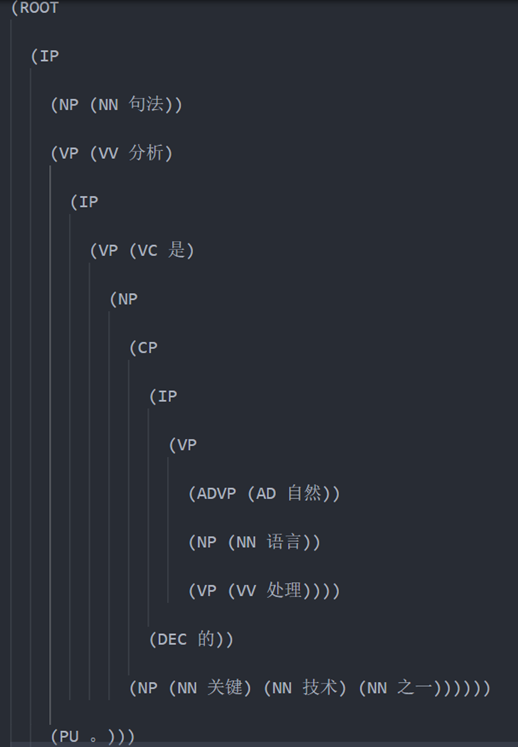 (ROOT
(IP
(NP (NN 句法))
(VP (VV 分析)
(IP
(VP (VC 是)
(NP
(CP
(IP
(VP
(ADVP (AD 自然))
(NP (NN 语言))
(VP (VV 处理))))
(DEC 的))
(NP (NN 关键) (NN 技术) (NN 之一))))))
(PU 。)))